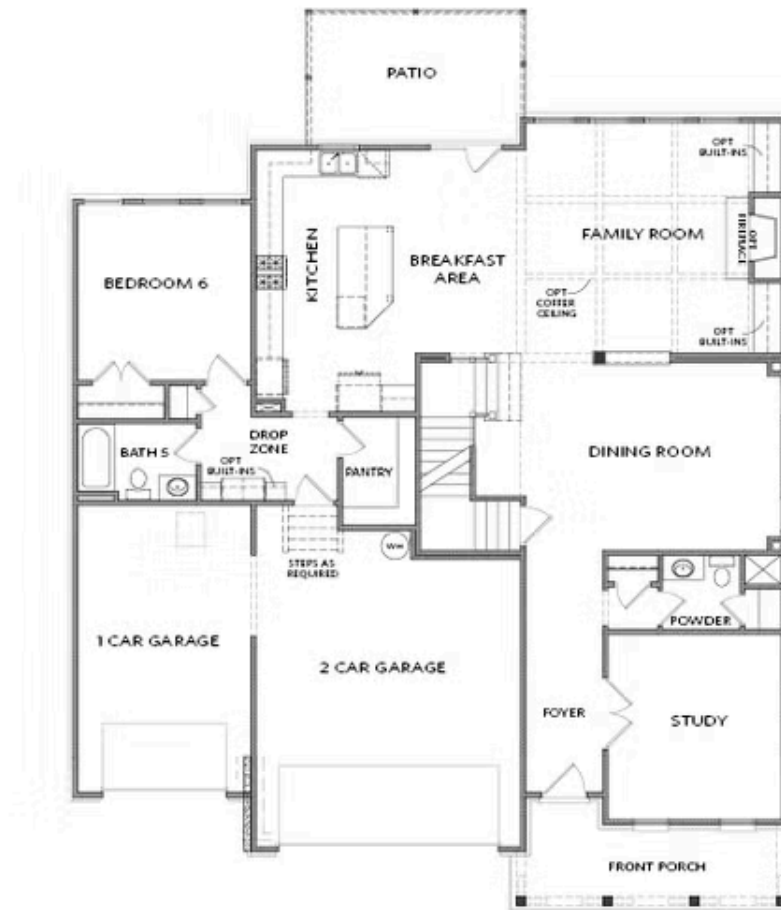 PATIO
OPT
BUILT-INS
KITCHEN
FAMILY ROOM
OPT
FIREPLACE
BREAKFAST
AREA
BEDROOM 6
OPT
COFFER
CEILING
OPT
BUILT-INS
DROP
ZONE
BATH 5
OPT
BUILT-INS
PANTRY
DINING ROOM
WH
STEPS AS
REQUIRED
POWDER
1 CAR GARAGE
2 CAR GARAGE
FOYER
STUDY
FRONT PORCH